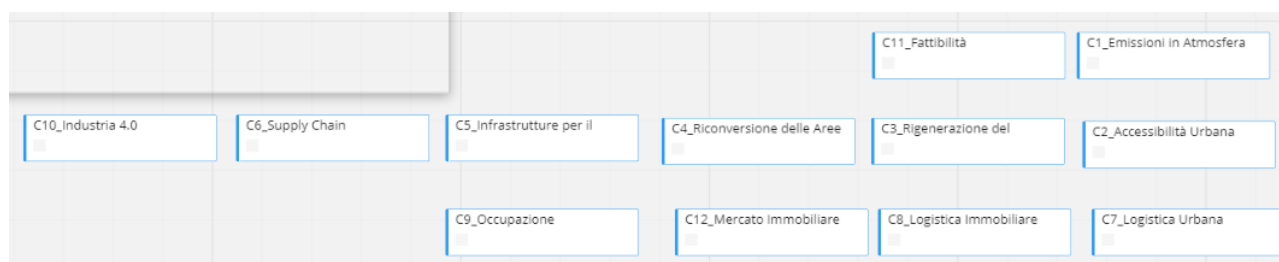 C11_Fattibilità
C1_Emissioni in Atmosfera
C10_Industria 4.0
C6_Supply Chain
C5_Infrastrutture per il
C4_Riconversione delle Aree
C3_Rigenerazione del
C2_Accessibilità Urbana
C9_Occupazione
C12_Mercato Immobiliare
C8_Logistica Immobiliare
C7_Logistica Urbana